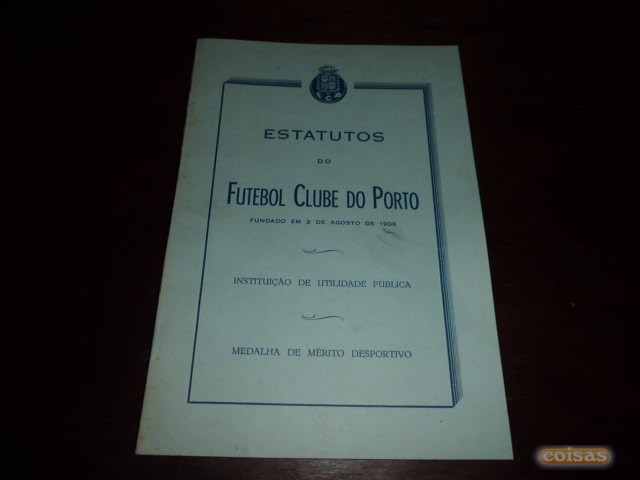 F.C.P.
ESTATUTOS
DO
FUTEBOL CLUBE DO PORTO
FUNDADO EM 2 DE AGOSTO DE 1906
INSTITUIÇÃO DE UTILIDADE PÚBLICA
MEDALHA DE MÉRITO DESPORTIVO
coisas